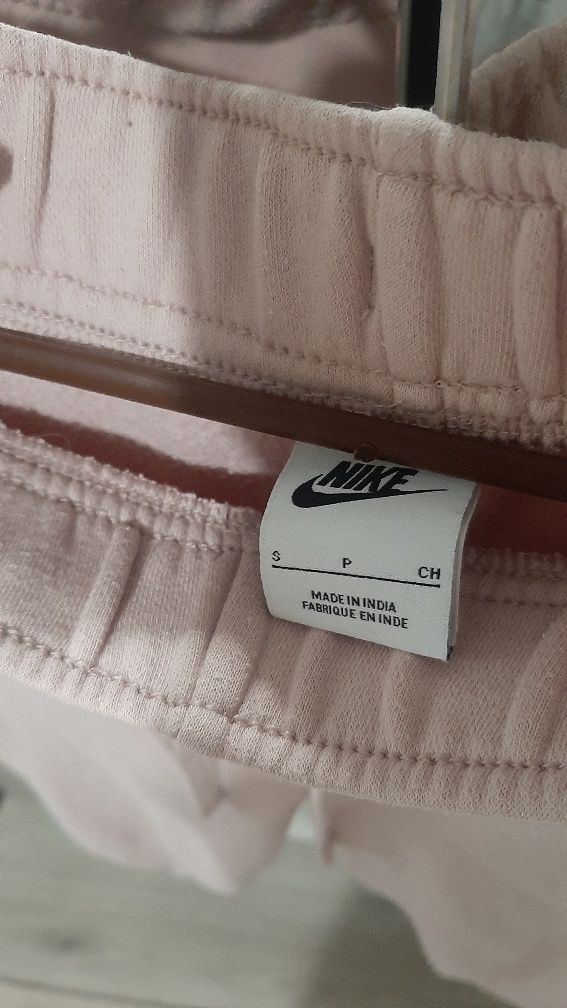 NIKE
S P CH
MADE IN INDIA
FABRIQUE EN INDE